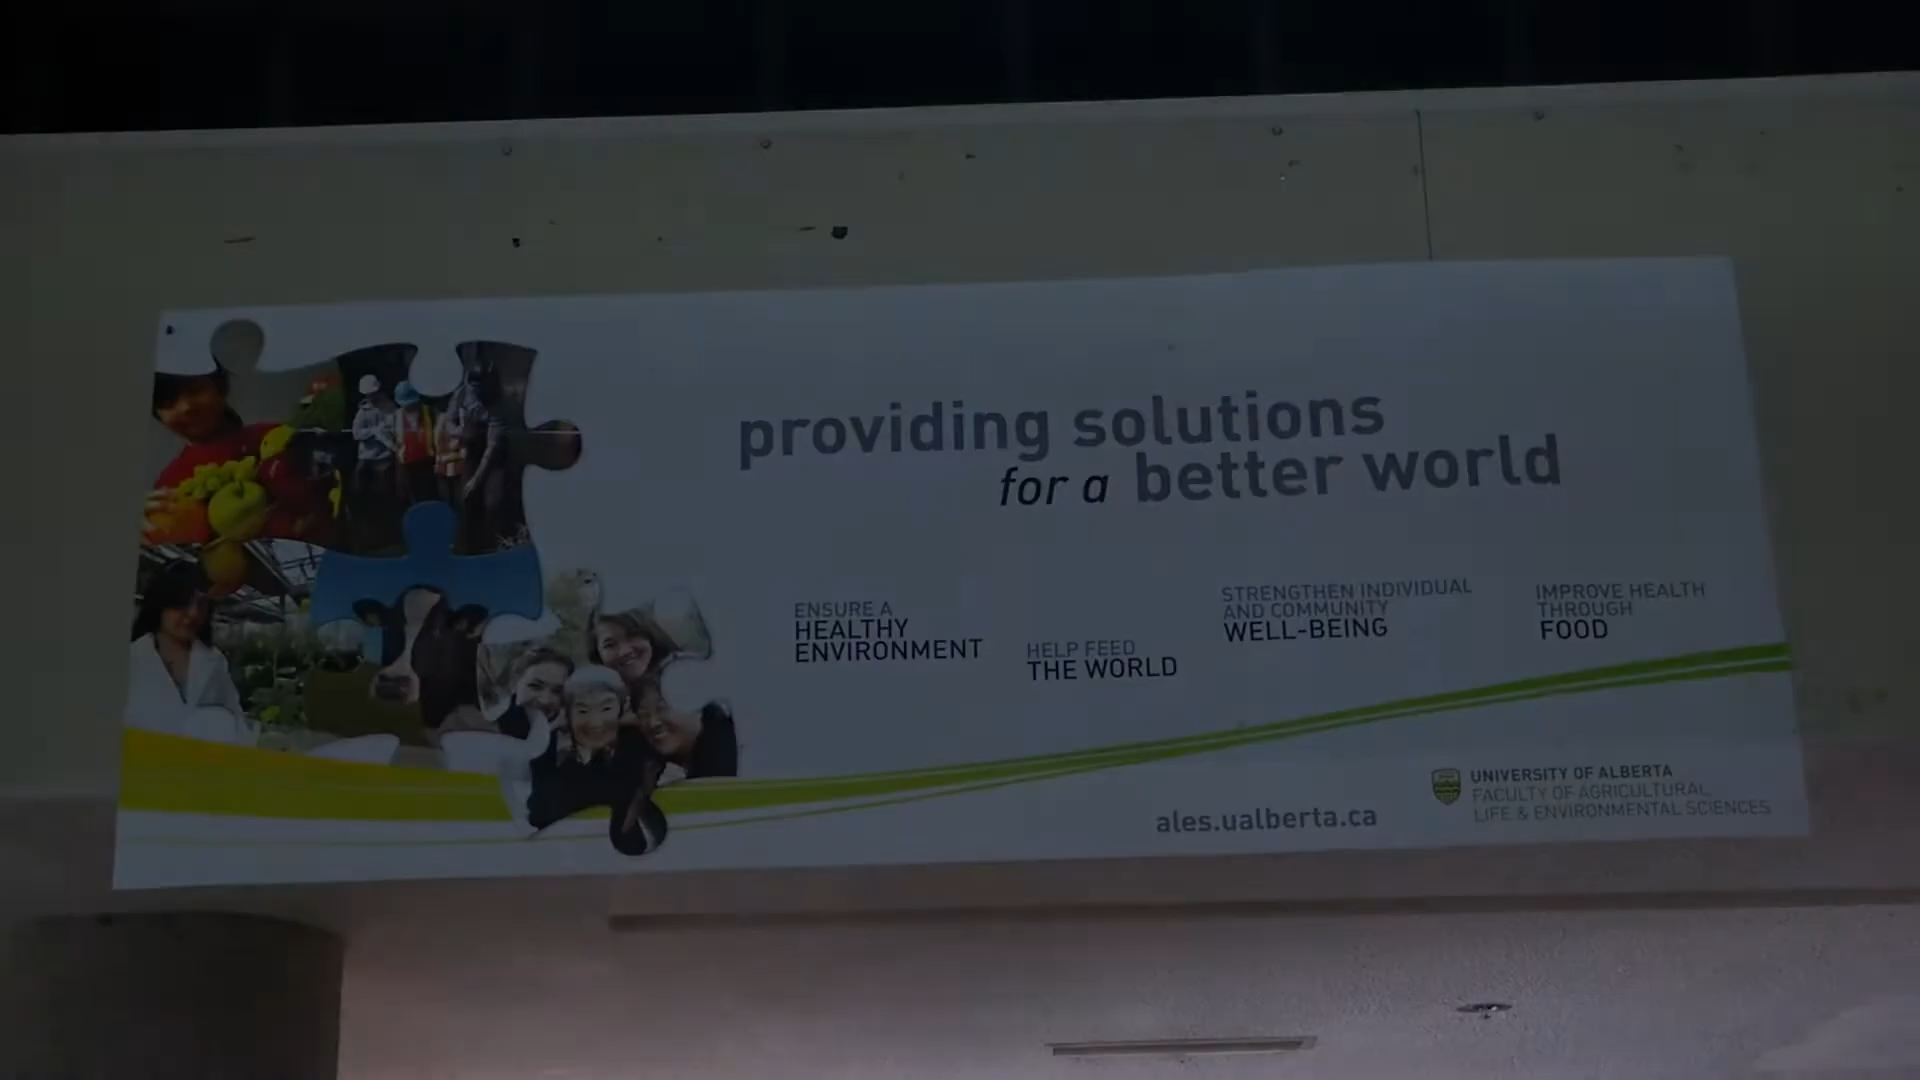 providing solutions
for a better world
ENSURE A
HEALTHY
ENVIRONMENT
HELP FEED
THE WORLD
STRENGTHEN INDIVIDUAL
AND COMMUNITY
WELL-BEING
IMPROVE HEALTH
THROUGH
FOOD
ales.ualberta.ca
UNIVERSITY OF ALBERTA
FACULTY OF AGRICULTURAL
LIFE & ENVIRONMENTAL SCIENCES